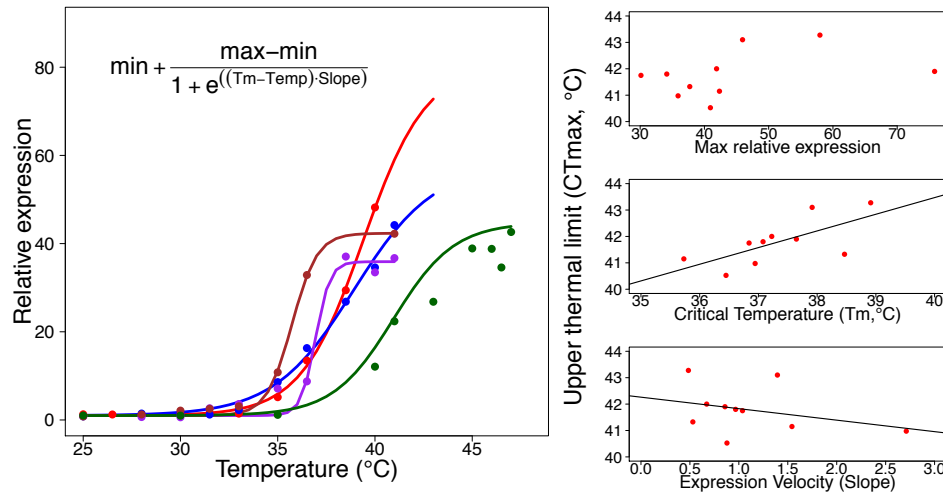 min + max−min
1 + e^((Tm−Temp)·Slope)
80
60
40
20
0
Relative expression
25 30 35 40 45
Temperature (°C)
Upper thermal limit (CTmax, °C)
44
43
42
41
40
30 40 50 60 70
Max relative expression
44
43
42
41
40
35 36 37 38 39 40
Critical Temperature (Tm,°C)
44
43
42
41
40
0.0 0.5 1.0 1.5 2.0 2.5 3.0
Expression Velocity (Slope)